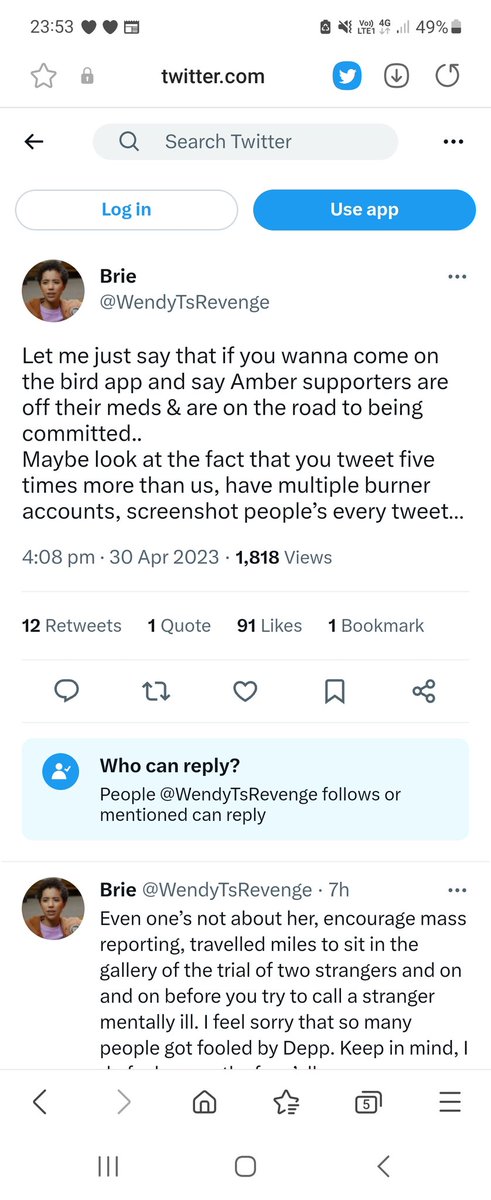 23:53
Vo)) 4G
LTE1
49%
twitter.com
Search Twitter
Log in
Use app
Brie
@WendyTsRevenge
Let me just say that if you wanna come on
the bird app and say Amber supporters are
off their meds & are on the road to being
committed..
Maybe look at the fact that you tweet five
times more than us, have multiple burner
accounts, screenshot people's every tweet...
4:08 pm · 30 Apr 2023 · 1,818 Views
12 Retweets 1 Quote 91 Likes 1 Bookmark
Who can reply?
People @WendyTsRevenge follows or
mentioned can reply
Brie @WendyTsRevenge · 7h
Even one's not about her, encourage mass
reporting, travelled miles to sit in the
gallery of the trial of two strangers and on
and on before you try to call a stranger
mentally ill. I feel sorry that so many
people got fooled by Depp. Keep in mind, I
5